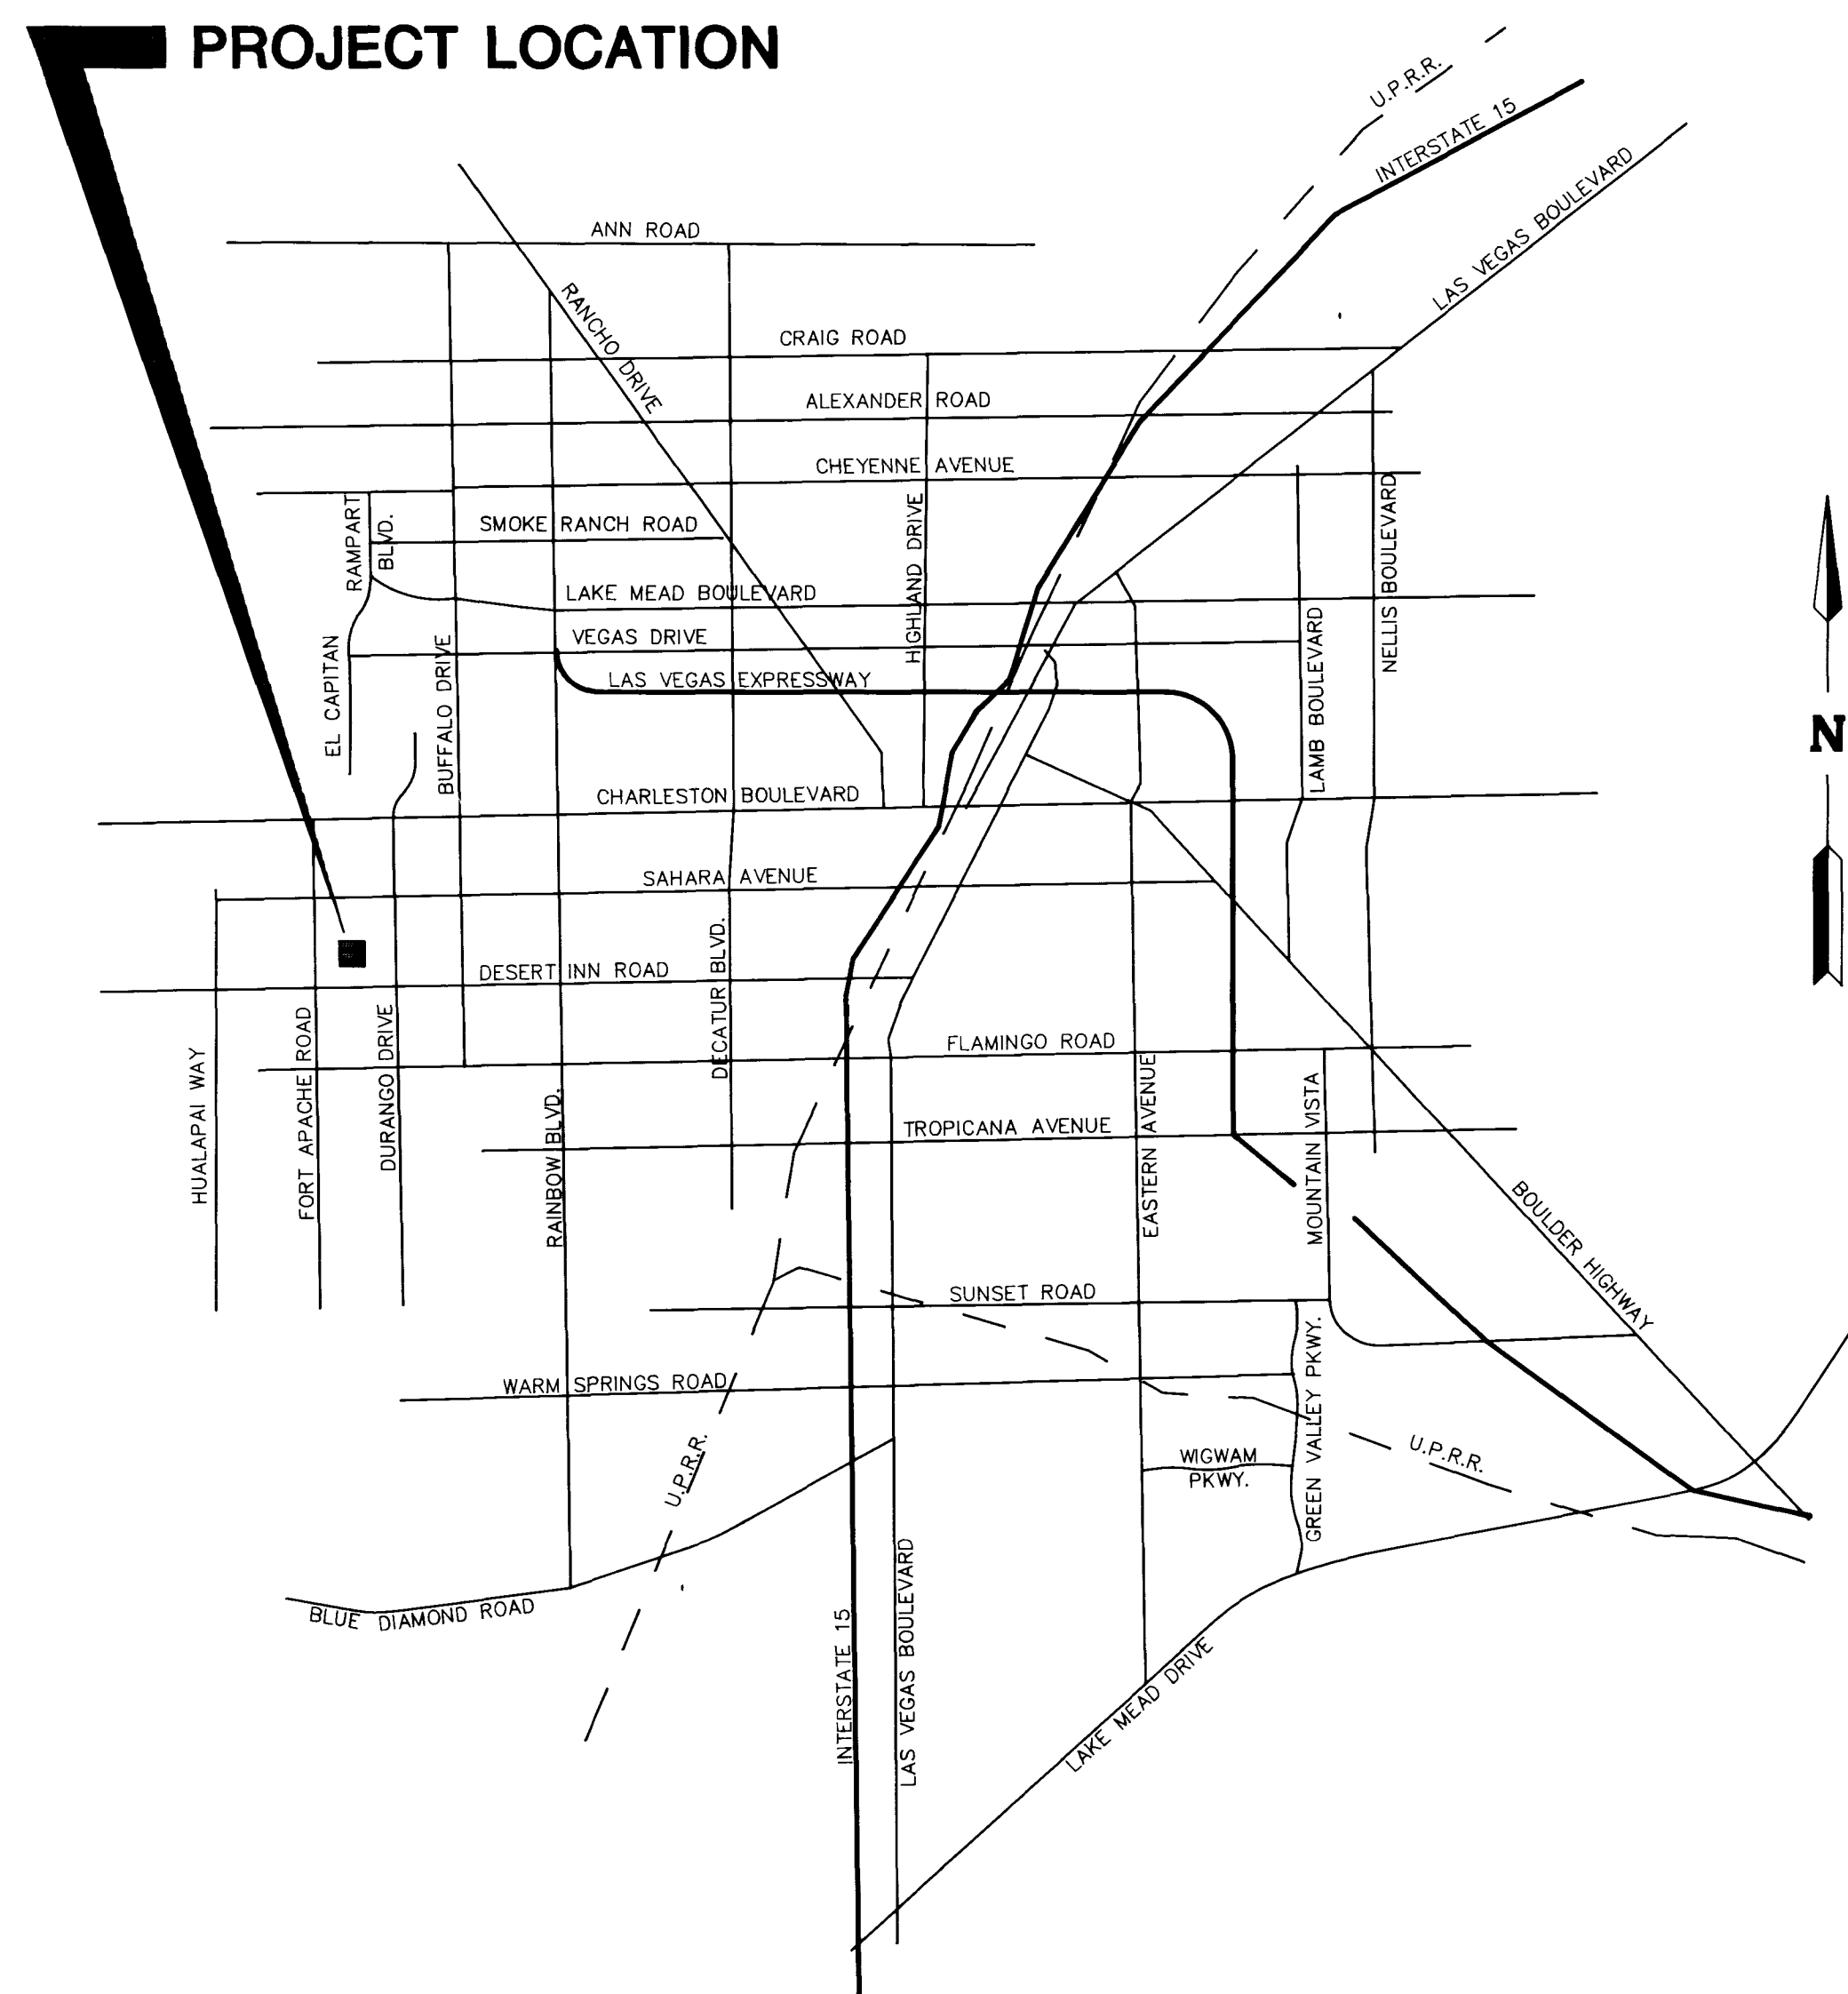 PROJECT LOCATION
U.P.R.R.
INTERSTATE 15
LAS VEGAS BOULEVARD
ANN ROAD
RANCHO DRIVE
CRAIG ROAD
ALEXANDER ROAD
CHEYENNE AVENUE
RAMPART
BLVD.
SMOKE RANCH ROAD
HIGHLAND DRIVE
NELLIS BOULEVARD
LAKE MEAD BOULEVARD
VEGAS DRIVE
EL CAPITAN
BUFFALO DRIVE
LAS VEGAS EXPRESSWAY
LAMB BOULEVARD
N
CHARLESTON BOULEVARD
SAHARA AVENUE
DECATUR BLVD.
DESERT INN ROAD
HUALAPAI WAY
FORT APACHE ROAD
DURANGO DRIVE
FLAMINGO ROAD
RAINBOW BLVD.
EASTERN AVENUE
MOUNTAIN VISTA
TROPICANA AVENUE
BOULDER HIGHWAY
SUNSET ROAD
GREEN VALLEY PKWY.
WARM SPRINGS ROAD
U.P.R.R.
WIGWAM
PKWY.
U.P.R.R.
BLUE DIAMOND ROAD
INTERSTATE 15
LAS VEGAS BOULEVARD
LAKE MEAD DRIVE